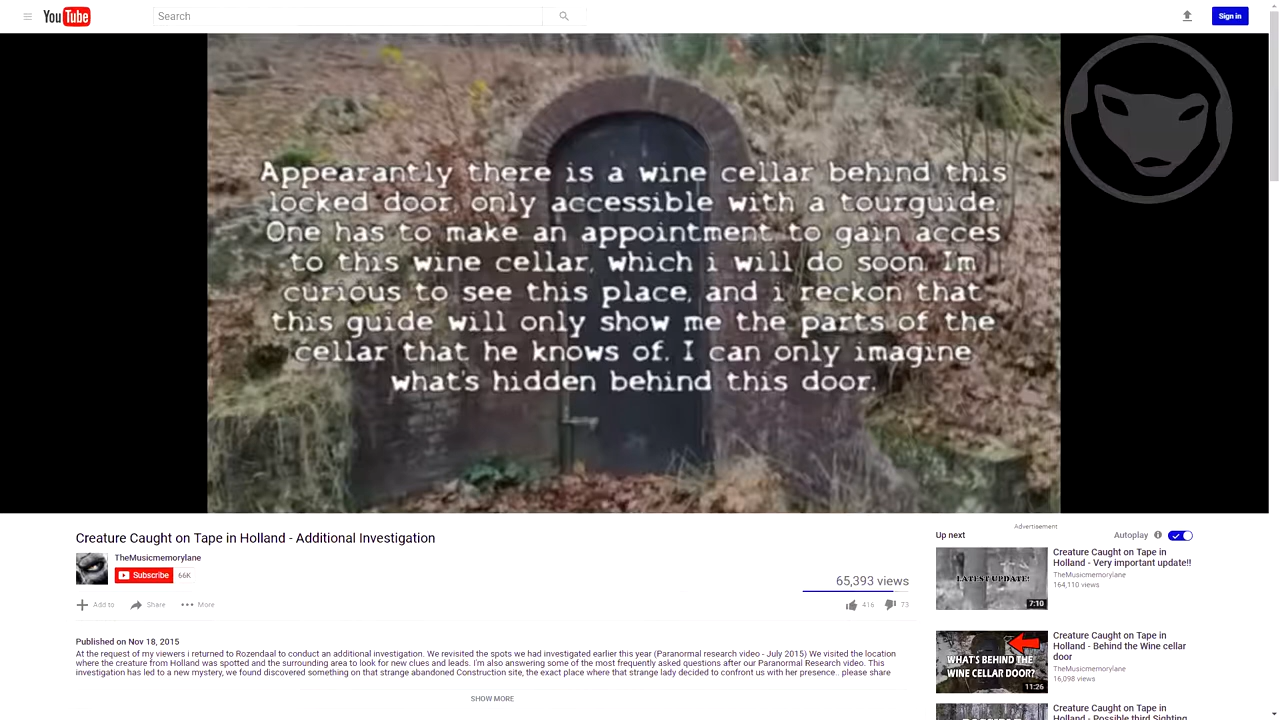 YouTube
Search
Sign in
Appearantly there is a wine cellar behind this
locked door, only accessible with a tourguide.
One has to make an appointment to gain acces
to this wine cellar, which i will do soon. I'm
curious to see this place, and i reckon that
this guide will only show me the parts of the
cellar that he knows of. I can only imagine
what's hidden behind this door.
Creature Caught on Tape in Holland - Additional Investigation
TheMusicmemorylane
Subscribe 66K
65,393 views
Add to Share More
416 73
Published on Nov 18, 2015
At the request of my viewers i returned to Rozendaal to conduct an additional investigation. We revisited the spots we had investigated earlier this year (Paranormal research video - July 2015) We visited the location
where the creature from Holland was spotted and the surrounding area to look for new clues and leads. I'm also answering some of the most frequently asked questions after our Paranormal Research video. This
investigation has led to a new mystery, we found discovered something on that strange abandoned Construction site, the exact place where that strange lady decided to confront us with her presence.. please share
SHOW MORE
Advertisement
Up next
Autoplay
LATEST UPDATE!
7:10
Creature Caught on Tape in
Holland - Very important update!!
TheMusicmemorylane
164,110 views
WHAT'S BEHIND THE
WINE CELLAR DOOR?
11:26
Creature Caught on Tape in
Holland - Behind the Wine cellar
door
TheMusicmemorylane
16,098 views
Creature Caught on Tape in
Holland - Possible third Sighting